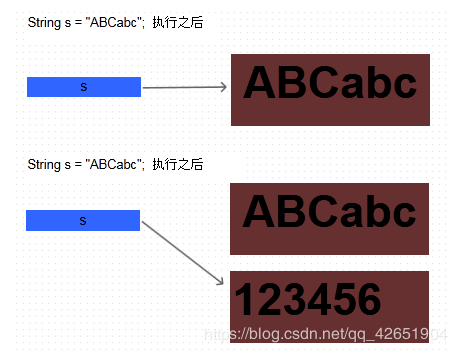 String s = "ABCabc";  执行之后
s
ABCabc
String s = "ABCabc";  执行之后
s
ABCabc
123456
https://blog.csdn.net/qq_42651904